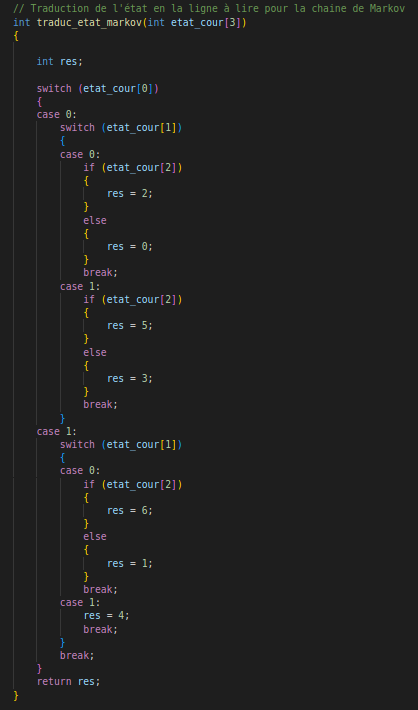 // Traduction de l'état en la ligne à lire pour la chaine de Markov
int traduc_etat_markov(int etat_cour[3])
{

    int res;

    switch (etat_cour[0])
    {
    case 0:
        switch (etat_cour[1])
        {
        case 0:
            if (etat_cour[2])
            {
                res = 2;
            }
            else
            {
                res = 0;
            }
            break;
        case 1:
            if (etat_cour[2])
            {
                res = 5;
            }
            else
            {
                res = 3;
            }
            break;
        }
    case 1:
        switch (etat_cour[1])
        {
        case 0:
            if (etat_cour[2])
            {
                res = 6;
            }
            else
            {
                res = 1;
            }
            break;
        case 1:
            res = 4;
            break;
        }
        break;
    }
    return res;
}